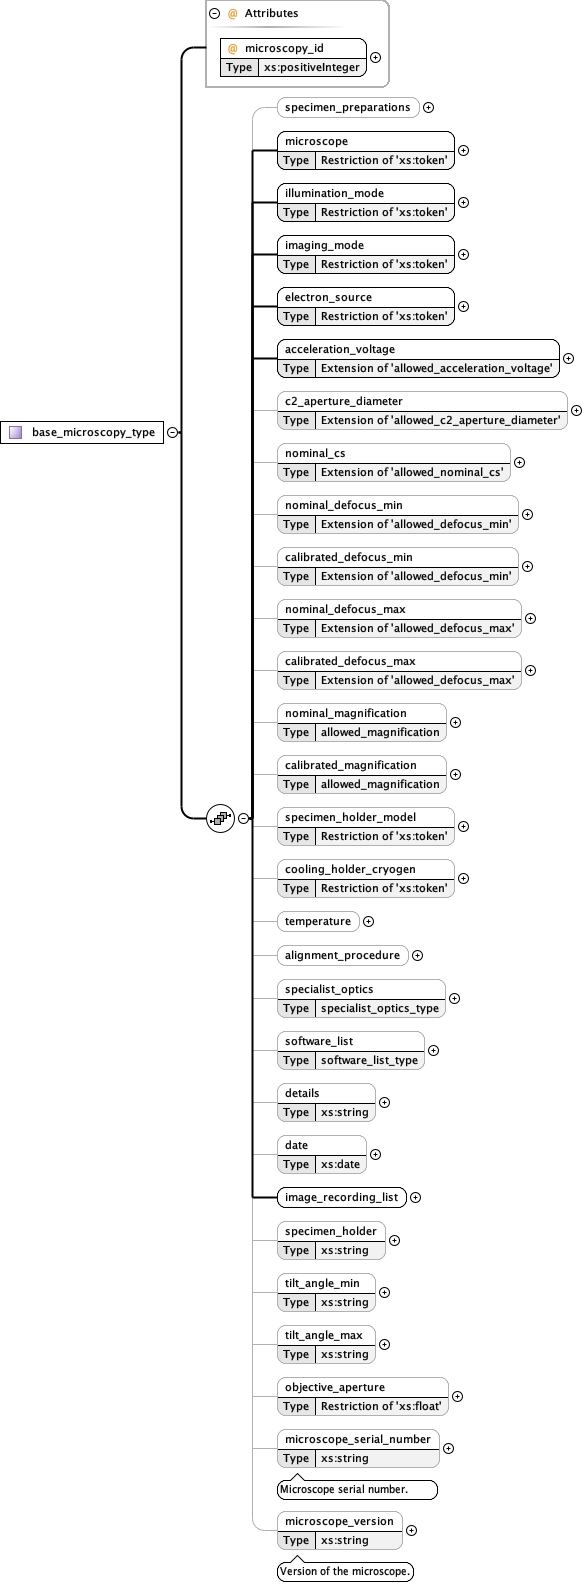 @ Attributes
@ microscopy_id
Type xs:positiveInteger
specimen_preparations
microscope
Type Restriction of 'xs:token'
illumination_mode
Type Restriction of 'xs:token'
imaging_mode
Type Restriction of 'xs:token'
electron_source
Type Restriction of 'xs:token'
acceleration_voltage
Type Extension of 'allowed_acceleration_voltage'
c2_aperture_diameter
Type Extension of 'allowed_c2_aperture_diameter'
base_microscopy_type
nominal_cs
Type Extension of 'allowed_nominal_cs'
nominal_defocus_min
Type Extension of 'allowed_defocus_min'
calibrated_defocus_min
Type Extension of 'allowed_defocus_min'
nominal_defocus_max
Type Extension of 'allowed_defocus_max'
calibrated_defocus_max
Type Extension of 'allowed_defocus_max'
nominal_magnification
Type allowed_magnification
calibrated_magnification
Type allowed_magnification
specimen_holder_model
Type Restriction of 'xs:token'
cooling_holder_cryogen
Type Restriction of 'xs:token'
temperature
alignment_procedure
specialist_optics
Type specialist_optics_type
software_list
Type software_list_type
details
Type xs:string
date
Type xs:date
image_recording_list
specimen_holder
Type xs:string
tilt_angle_min
Type xs:string
tilt_angle_max
Type xs:string
objective_aperture
Type Restriction of 'xs:float'
microscope_serial_number
Type xs:string
Microscope serial number.
microscope_version
Type xs:string
Version of the microscope.